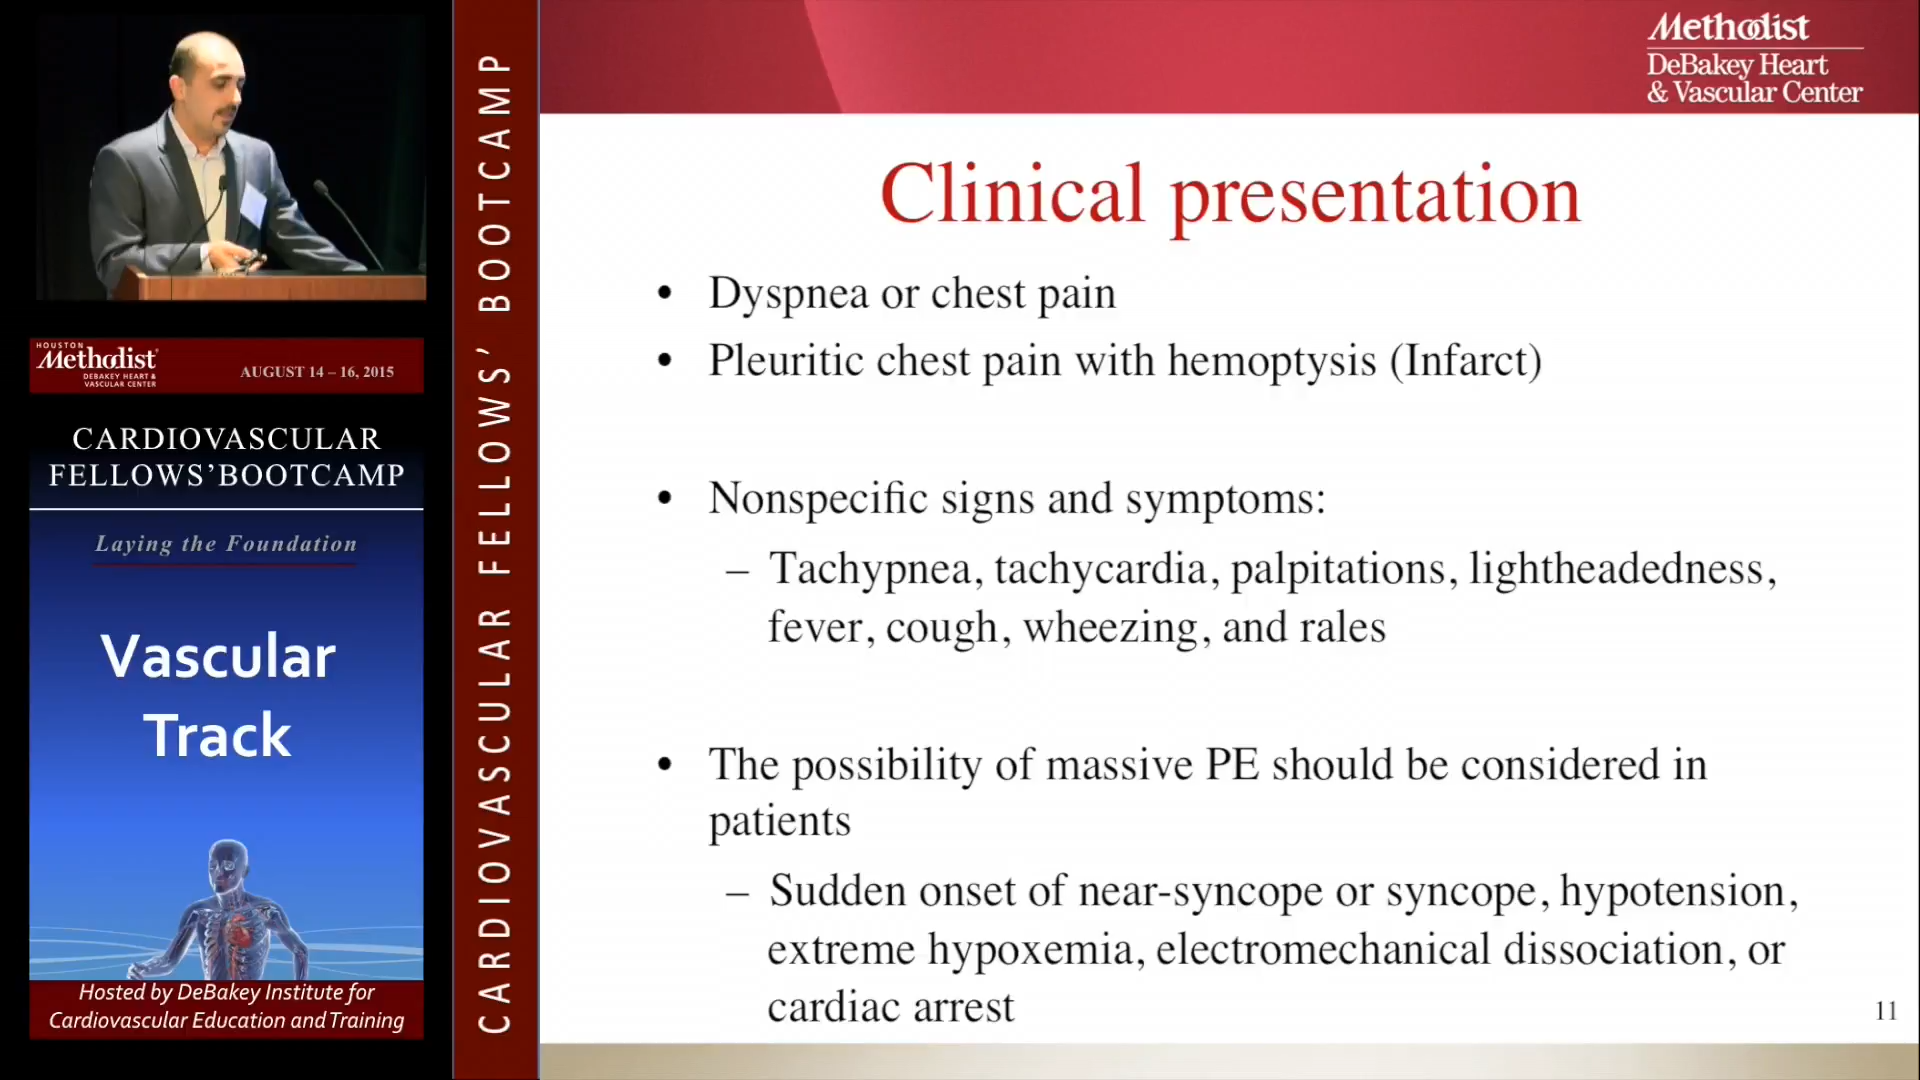 HOUSTON
Methodist
DEBAKEY HEART &
VASCULAR CENTER
AUGUST 14 – 16, 2015
CARDIOVASCULAR
FELLOWS’BOOTCAMP
Laying the Foundation
Vascular
Track
Hosted by DeBakey Institute for
Cardiovascular Education and Training
CARDIOVASCULAR FELLOWS’ BOOTCAMP
Methodist
DeBakey Heart
& Vascular Center
Clinical presentation
• Dyspnea or chest pain
• Pleuritic chest pain with hemoptysis (Infarct)
• Nonspecific signs and symptoms:
– Tachypnea, tachycardia, palpitations, lightheadedness,
fever, cough, wheezing, and rales
• The possibility of massive PE should be considered in
patients
– Sudden onset of near-syncope or syncope, hypotension,
extreme hypoxemia, electromechanical dissociation, or
cardiac arrest
11